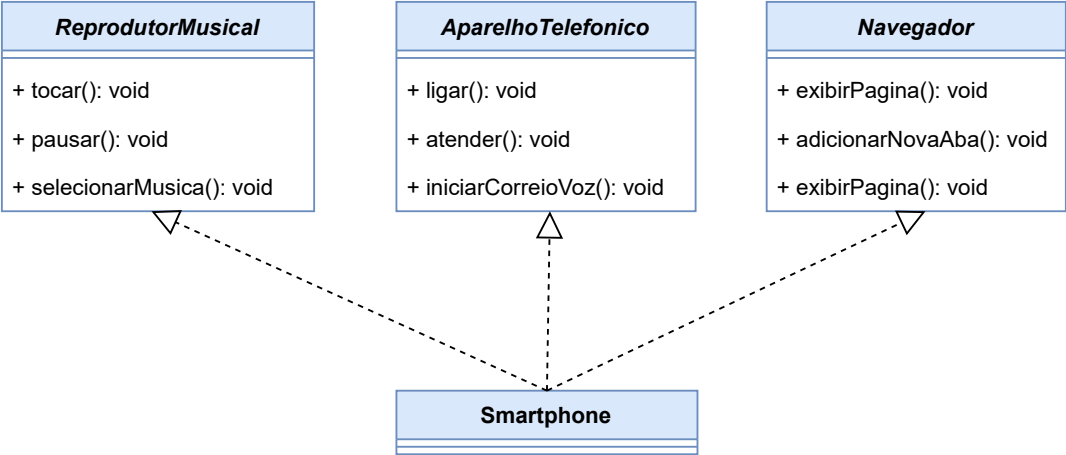 ReprodutorMusical
+ tocar(): void
+ pausar(): void
+ selecionarMusica(): void
AparelhoTelefonico
+ ligar(): void
+ atender(): void
+ iniciarCorreioVoz(): void
Navegador
+ exibirPagina(): void
+ adicionarNovaAba(): void
+ exibirPagina(): void
Smartphone